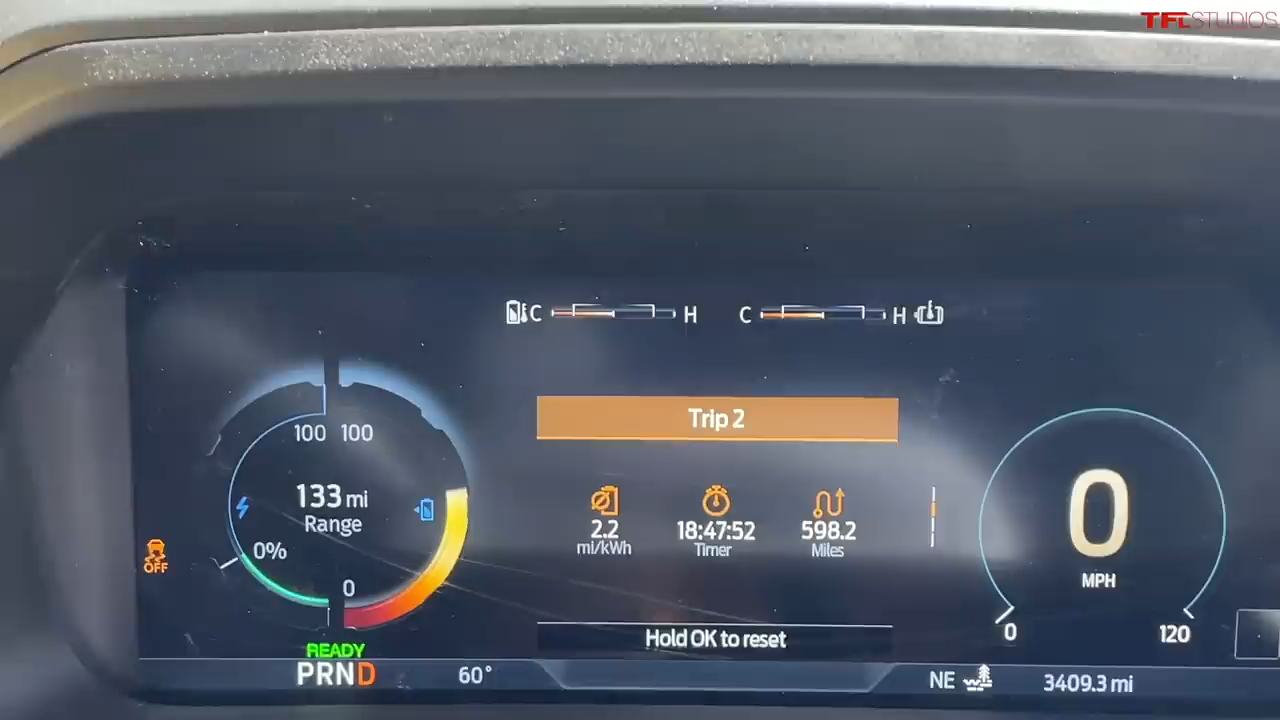 TFLSTUDIOS
C H C H
Trip 2
100 100
133 mi
Range
0%
0
OFF
2.2
mi/kWh
18:47:52
Timer
598.2
Miles
0
MPH
0 120
Hold OK to reset
READY
PRND
60°
NE
3409.3 mi